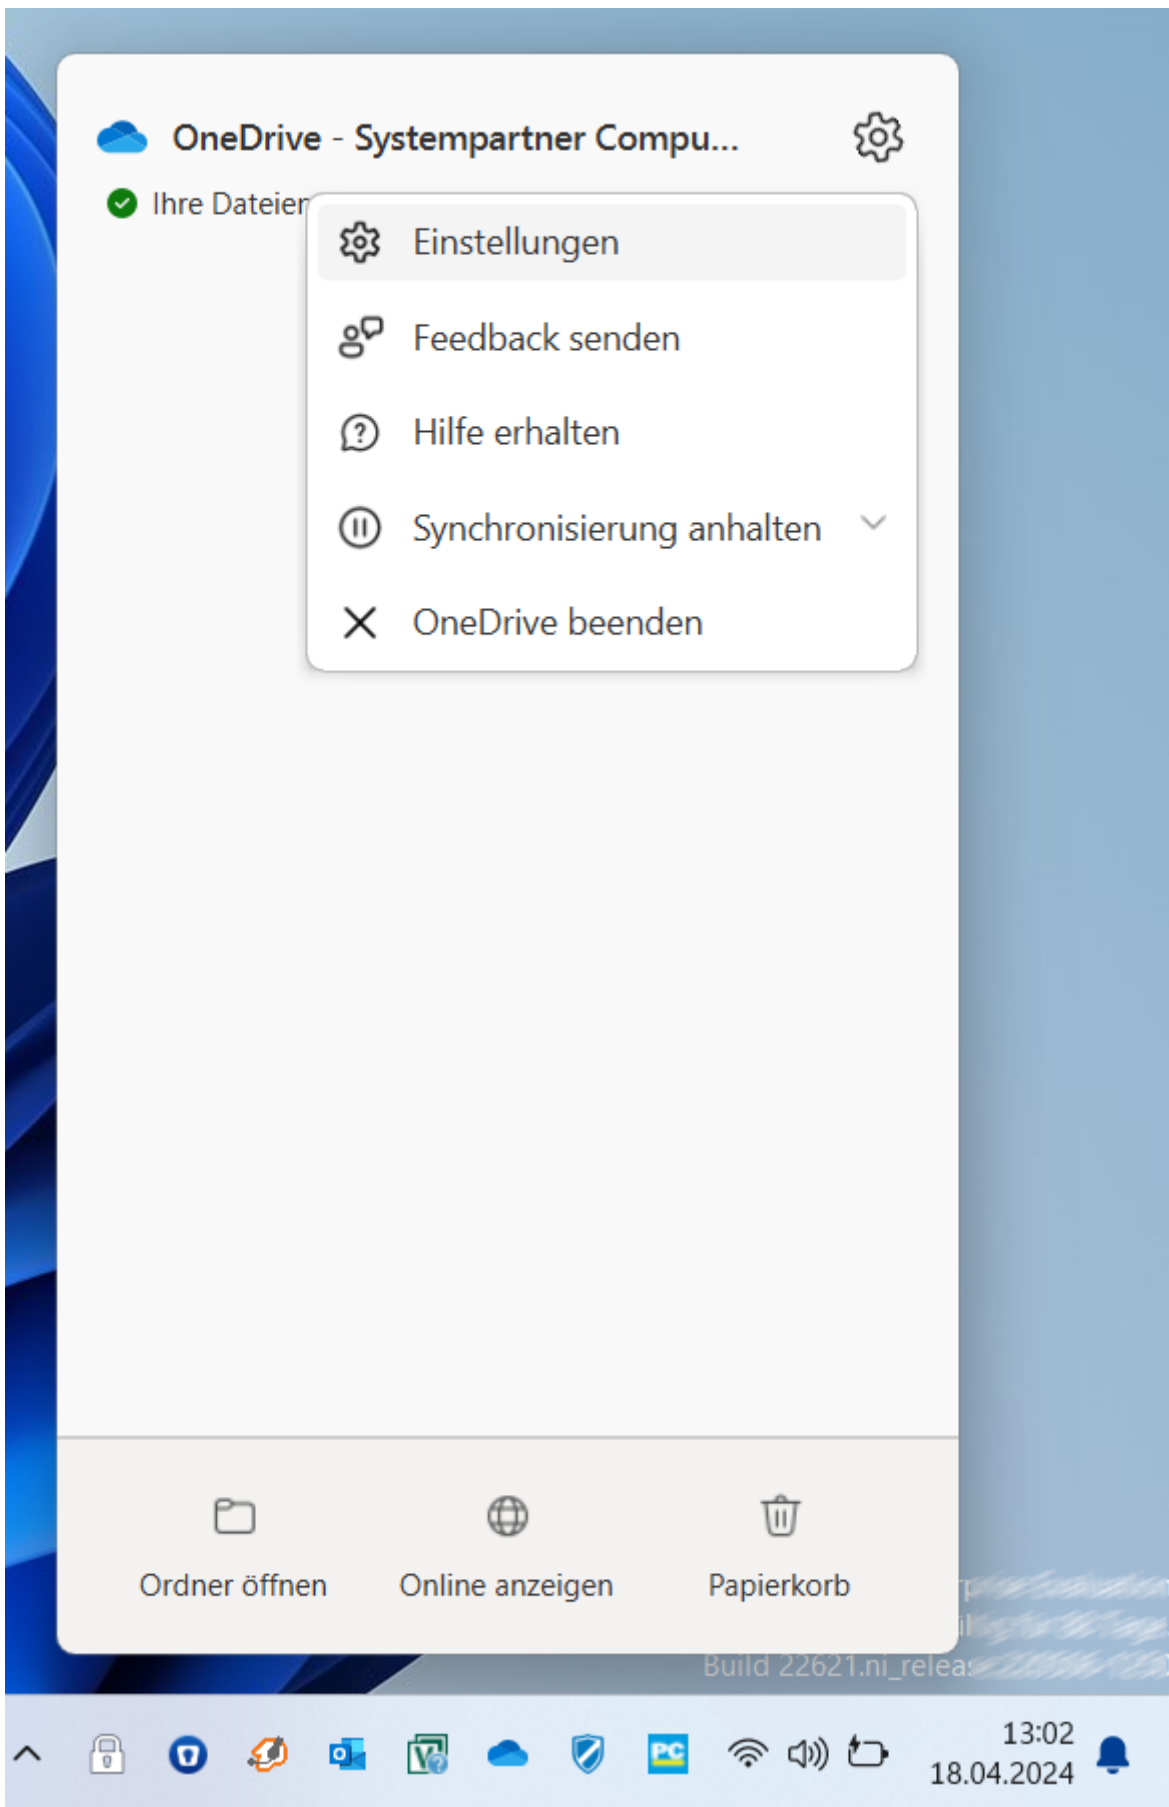 OneDrive - Systempartner Compu...
Ihre Dateien
Einstellungen
Feedback senden
Hilfe erhalten
Synchronisierung anhalten
OneDrive beenden
Ordner öffnen
Online anzeigen
Papierkorb
Build 22621.ni_releas
PC
13:02
18.04.2024